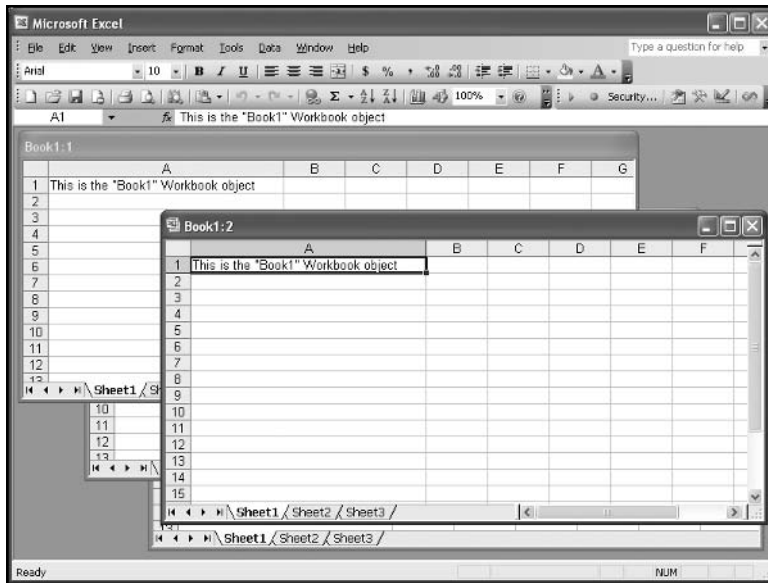 Microsoft Excel
File Edit View Insert Format Tools Data Window Help Type a question for help
Arial 10 B I U $ % ,
Σ 100% Security...
A1 fx This is the "Book1" Workbook object
Book1:1
A B C D E F G
1 This is the "Book1" Workbook object
2
3
4
5
6
7
8
9
10
11
12
13
Sheet1
Book1:2
A B C D E F
1 This is the "Book1" Workbook object
2
3
4
5
6
7
8
9
10
11
12
13
14
15
Sheet1 Sheet2 Sheet3
10
11
12
13
13
Sheet1 Sheet2 Sheet3
Ready NUM